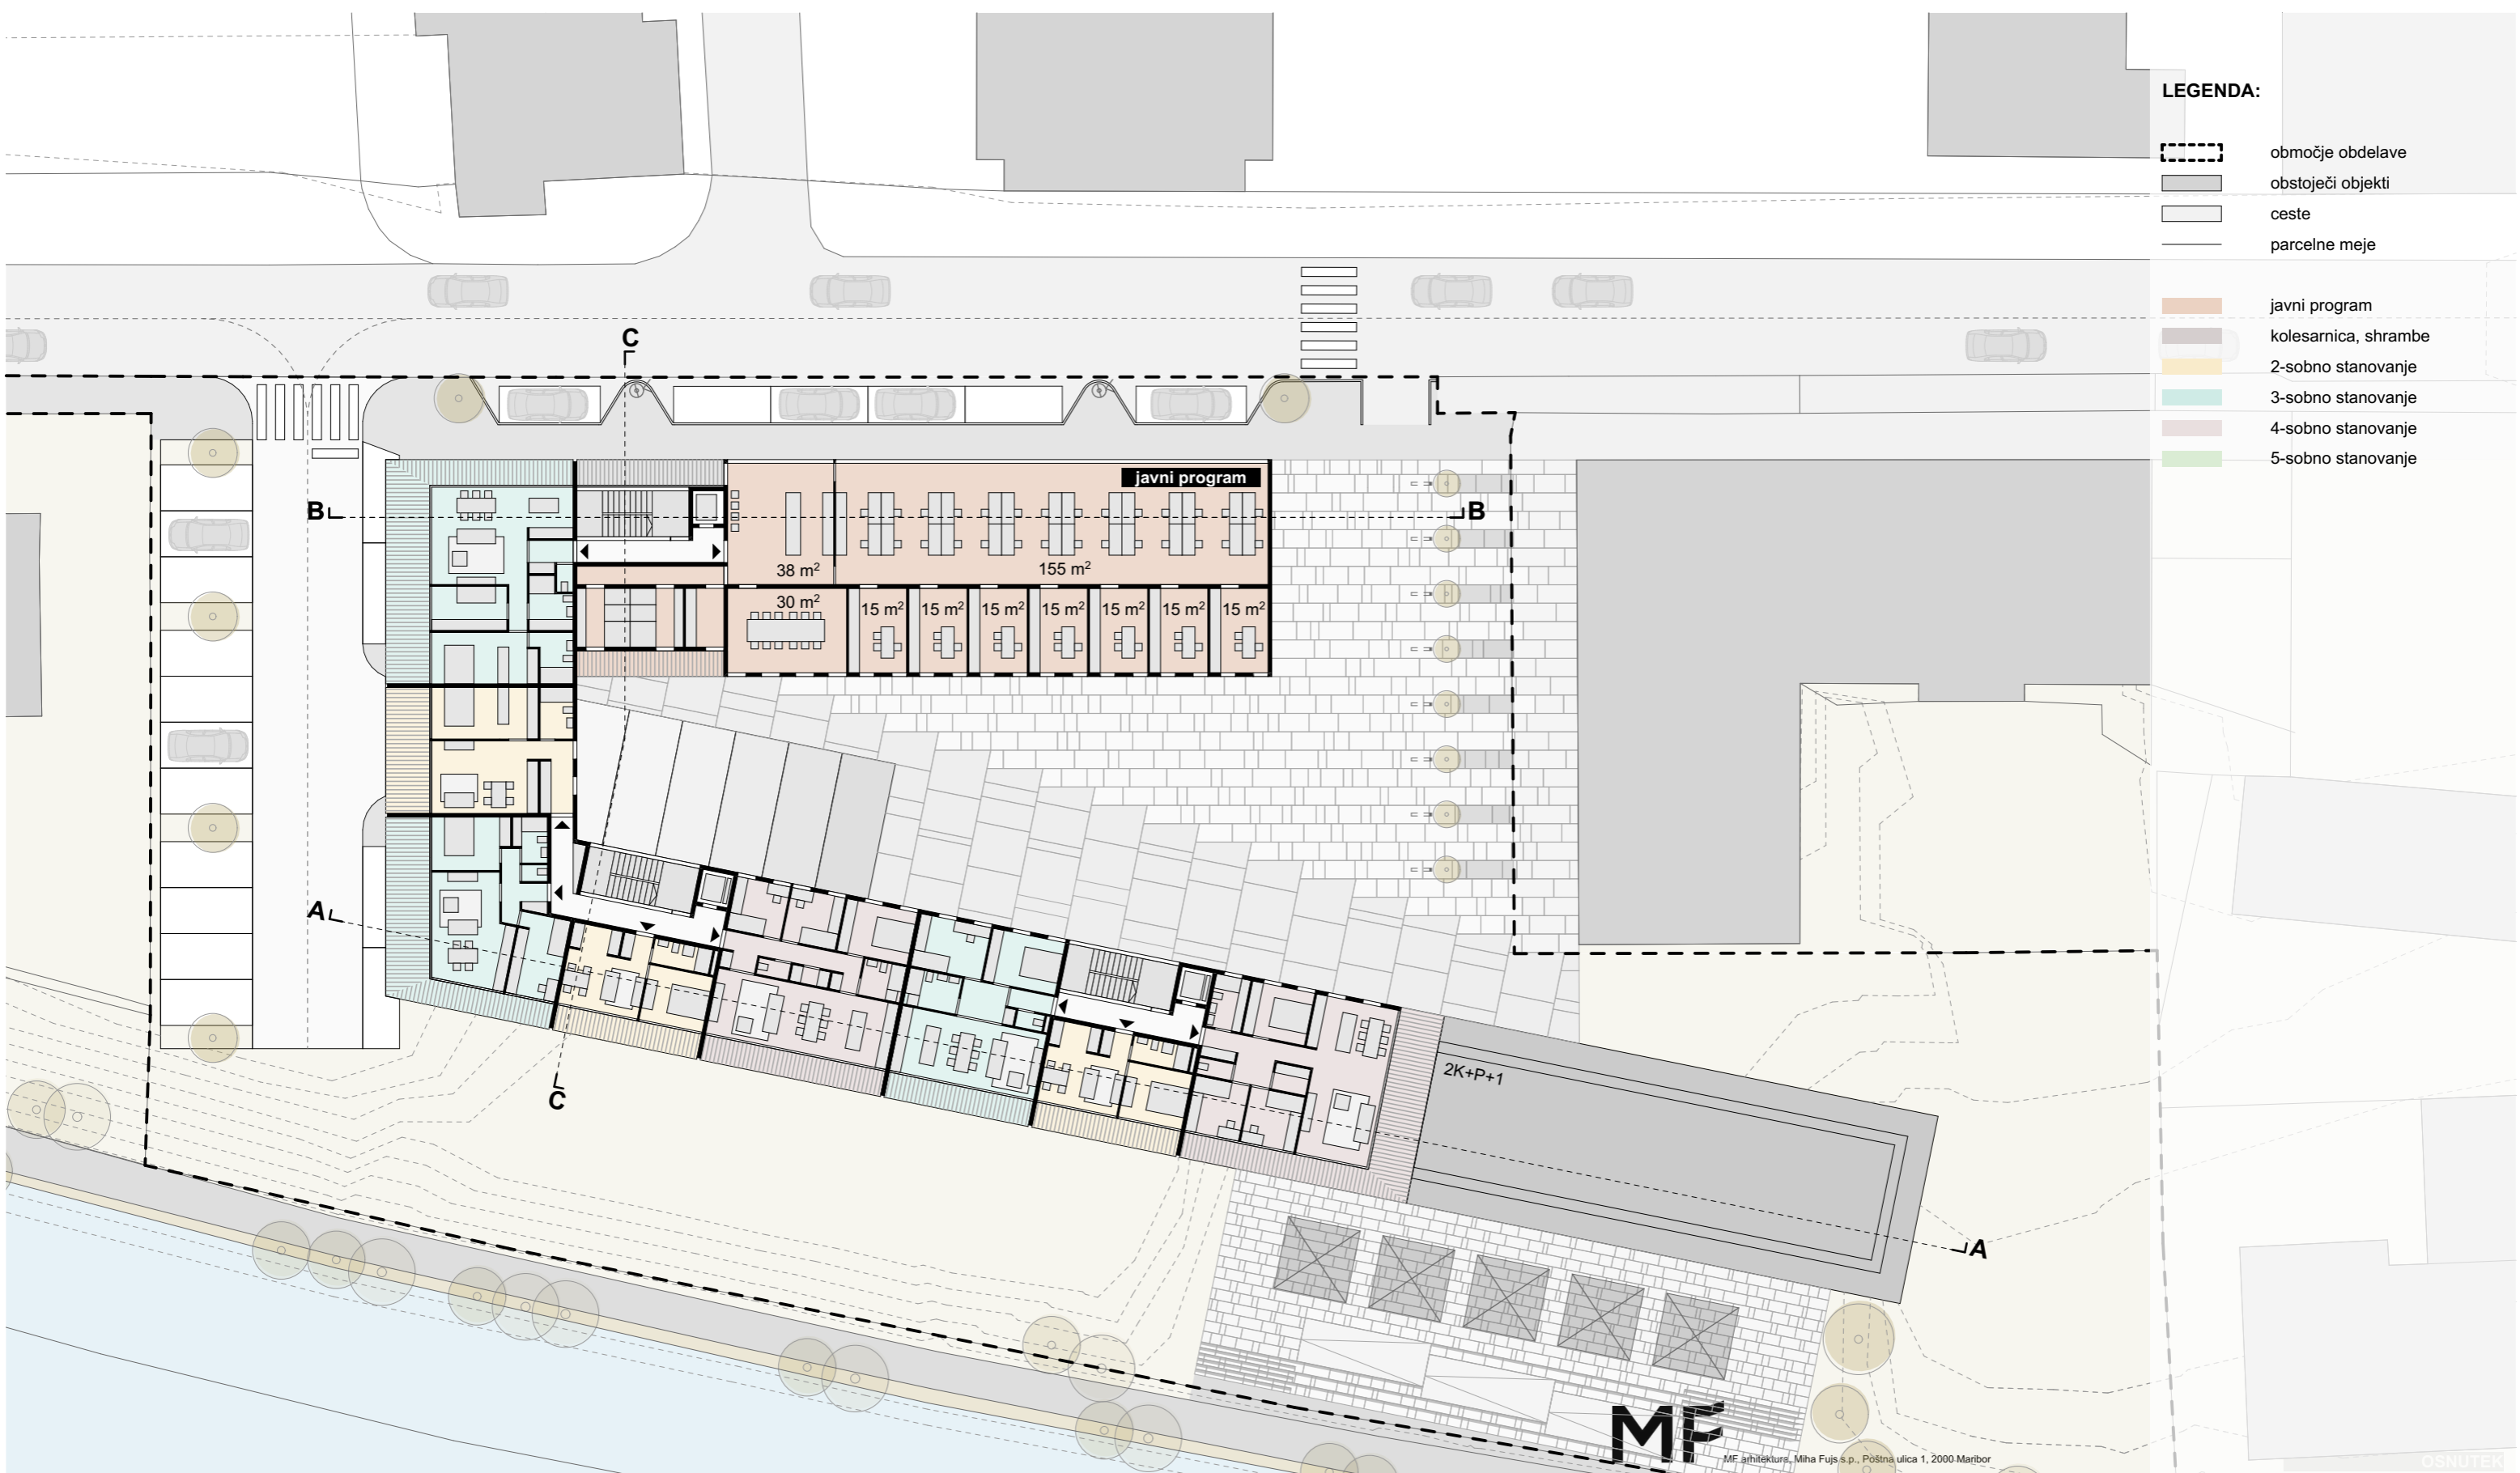 LEGENDA:
območje obdelave
obstoječi objekti
ceste
parcelne meje
javni program
kolesarnica, shrambe
2-sobno stanovanje
3-sobno stanovanje
4-sobno stanovanje
5-sobno stanovanje
C
B
javni program
B
38 m²
155 m²
30 m²
15 m²
15 m²
15 m²
15 m²
15 m²
15 m²
15 m²
A
2K+P+1
C
A
MF
MF arhitektura, Miha Fujs s.p., Poštna ulica 1, 2000 Maribor
OSNUTEK